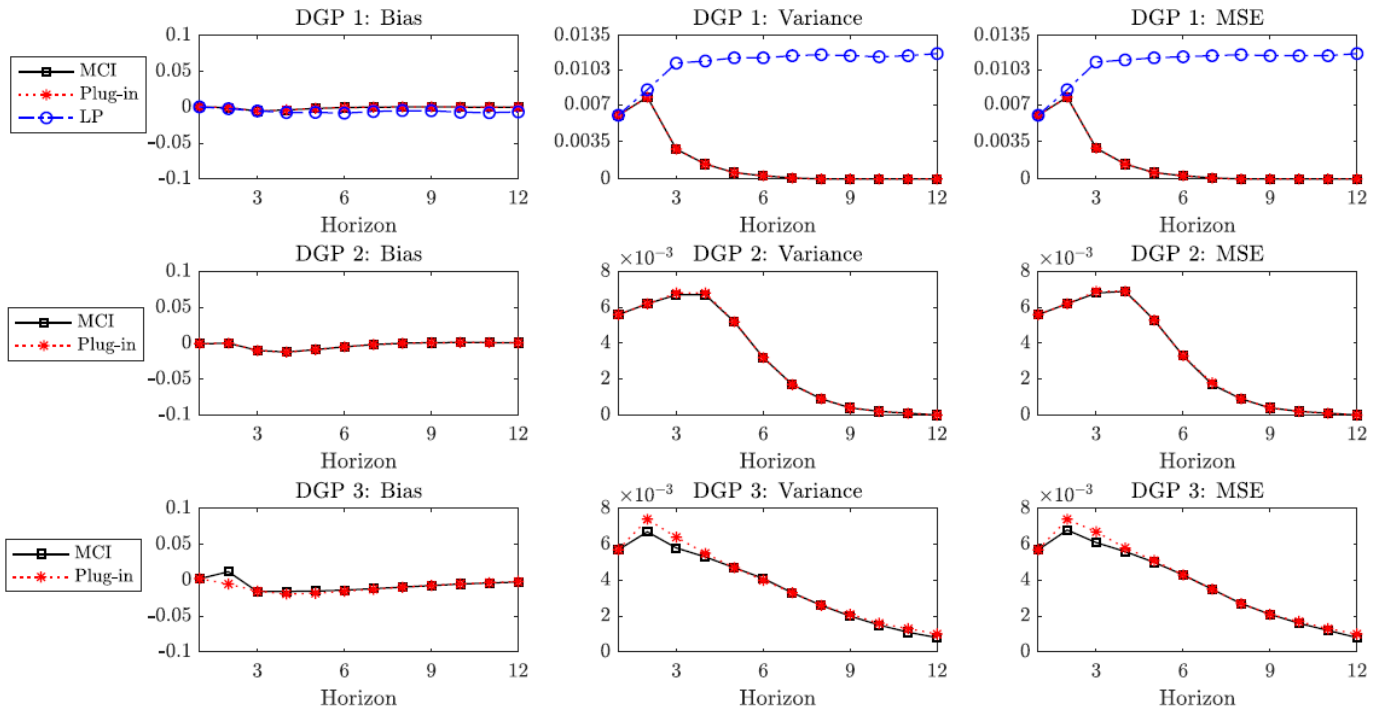 DGP 1: Bias
DGP 1: Variance
DGP 1: MSE
MCI
Plug-in
LP
0.1
0.05
0
-0.05
-0.1
3 6 9 12
Horizon
0.0135
0.0103
0.007
0.0035
0
3 6 9 12
Horizon
0.0135
0.0103
0.007
0.0035
0
3 6 9 12
Horizon
DGP 2: Bias
DGP 2: Variance
DGP 2: MSE
MCI
Plug-in
0.1
0.05
0
-0.05
-0.1
3 6 9 12
Horizon
×10−3
8
6
4
2
0
3 6 9 12
Horizon
×10−3
8
6
4
2
0
3 6 9 12
Horizon
DGP 3: Bias
DGP 3: Variance
DGP 3: MSE
MCI
Plug-in
0.1
0.05
0
-0.05
-0.1
3 6 9 12
Horizon
×10−3
8
6
4
2
0
3 6 9 12
Horizon
×10−3
8
6
4
2
0
3 6 9 12
Horizon